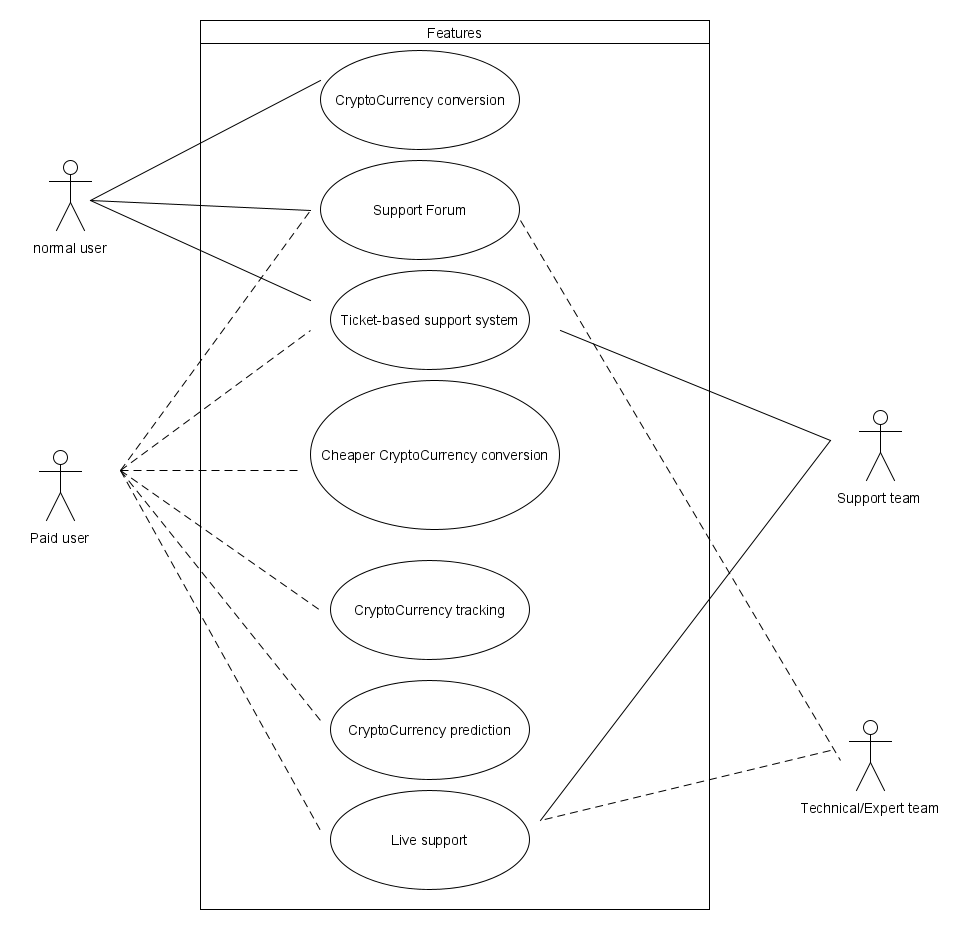 Features
CryptoCurrency conversion
Support Forum
normal user
Ticket-based support system
Cheaper CryptoCurrency conversion
Support team
Paid user
CryptoCurrency tracking
CryptoCurrency prediction
Technical/Expert team
Live support